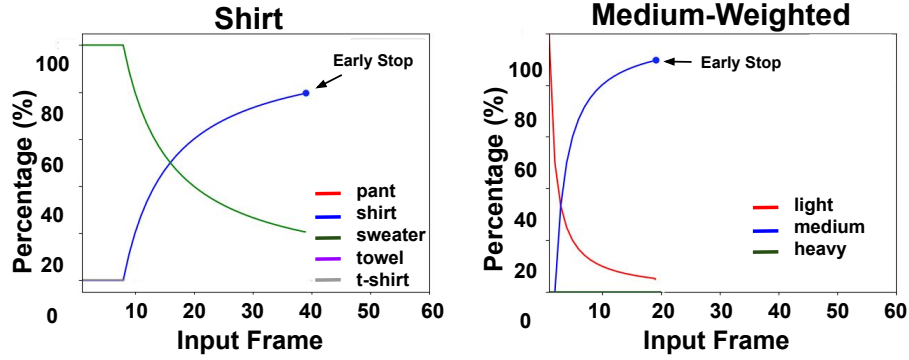 Shirt
Percentage (%)
100
80
60
40
20
0
Early Stop
pant
shirt
sweater
towel
t-shirt
10 20 30 40 50 60
Input Frame
Medium-Weighted
Percentage (%)
100
80
60
40
20
0
Early Stop
light
medium
heavy
0 10 20 30 40 50 60
Input Frame